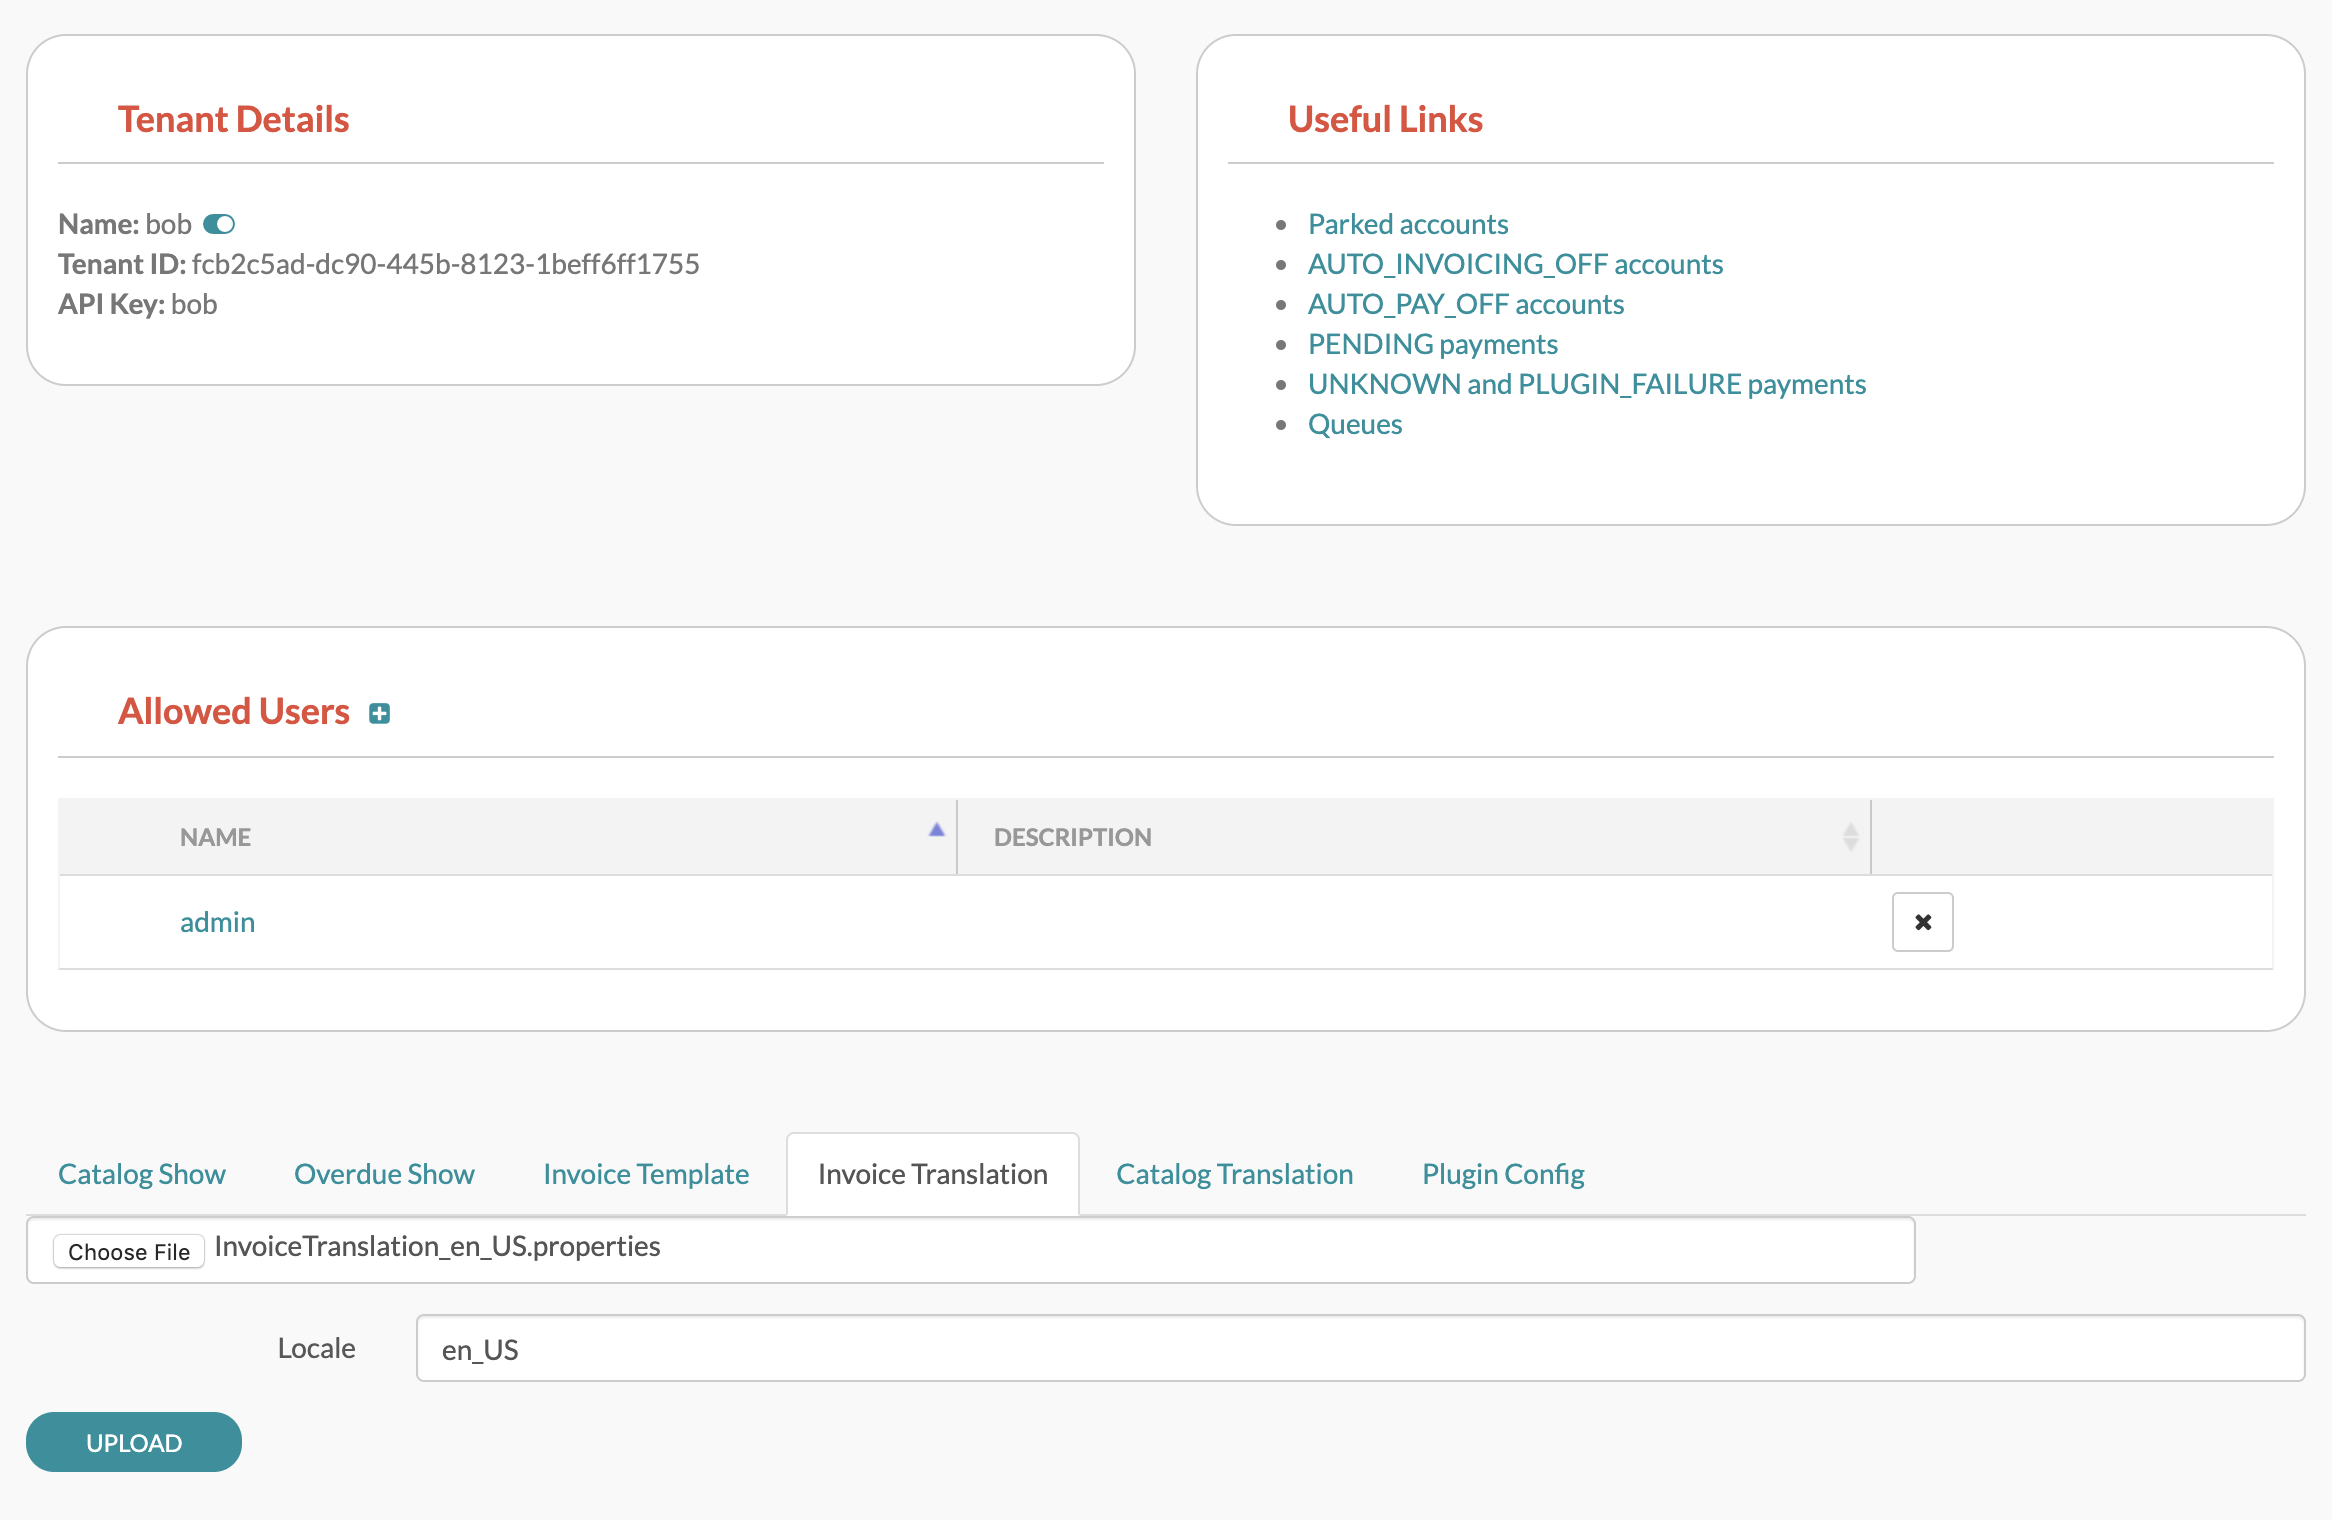 Tenant Details
Name: bob
Tenant ID: fcb2c5ad-dc90-445b-8123-1beff6ff1755
API Key: bob
Useful Links
Parked accounts
AUTO_INVOICING_OFF accounts
AUTO_PAY_OFF accounts
PENDING payments
UNKNOWN and PLUGIN_FAILURE payments
Queues
Allowed Users
NAME DESCRIPTION
admin
Catalog Show Overdue Show Invoice Template Invoice Translation Catalog Translation Plugin Config
Choose File InvoiceTranslation_en_US.properties
Locale en_US
UPLOAD